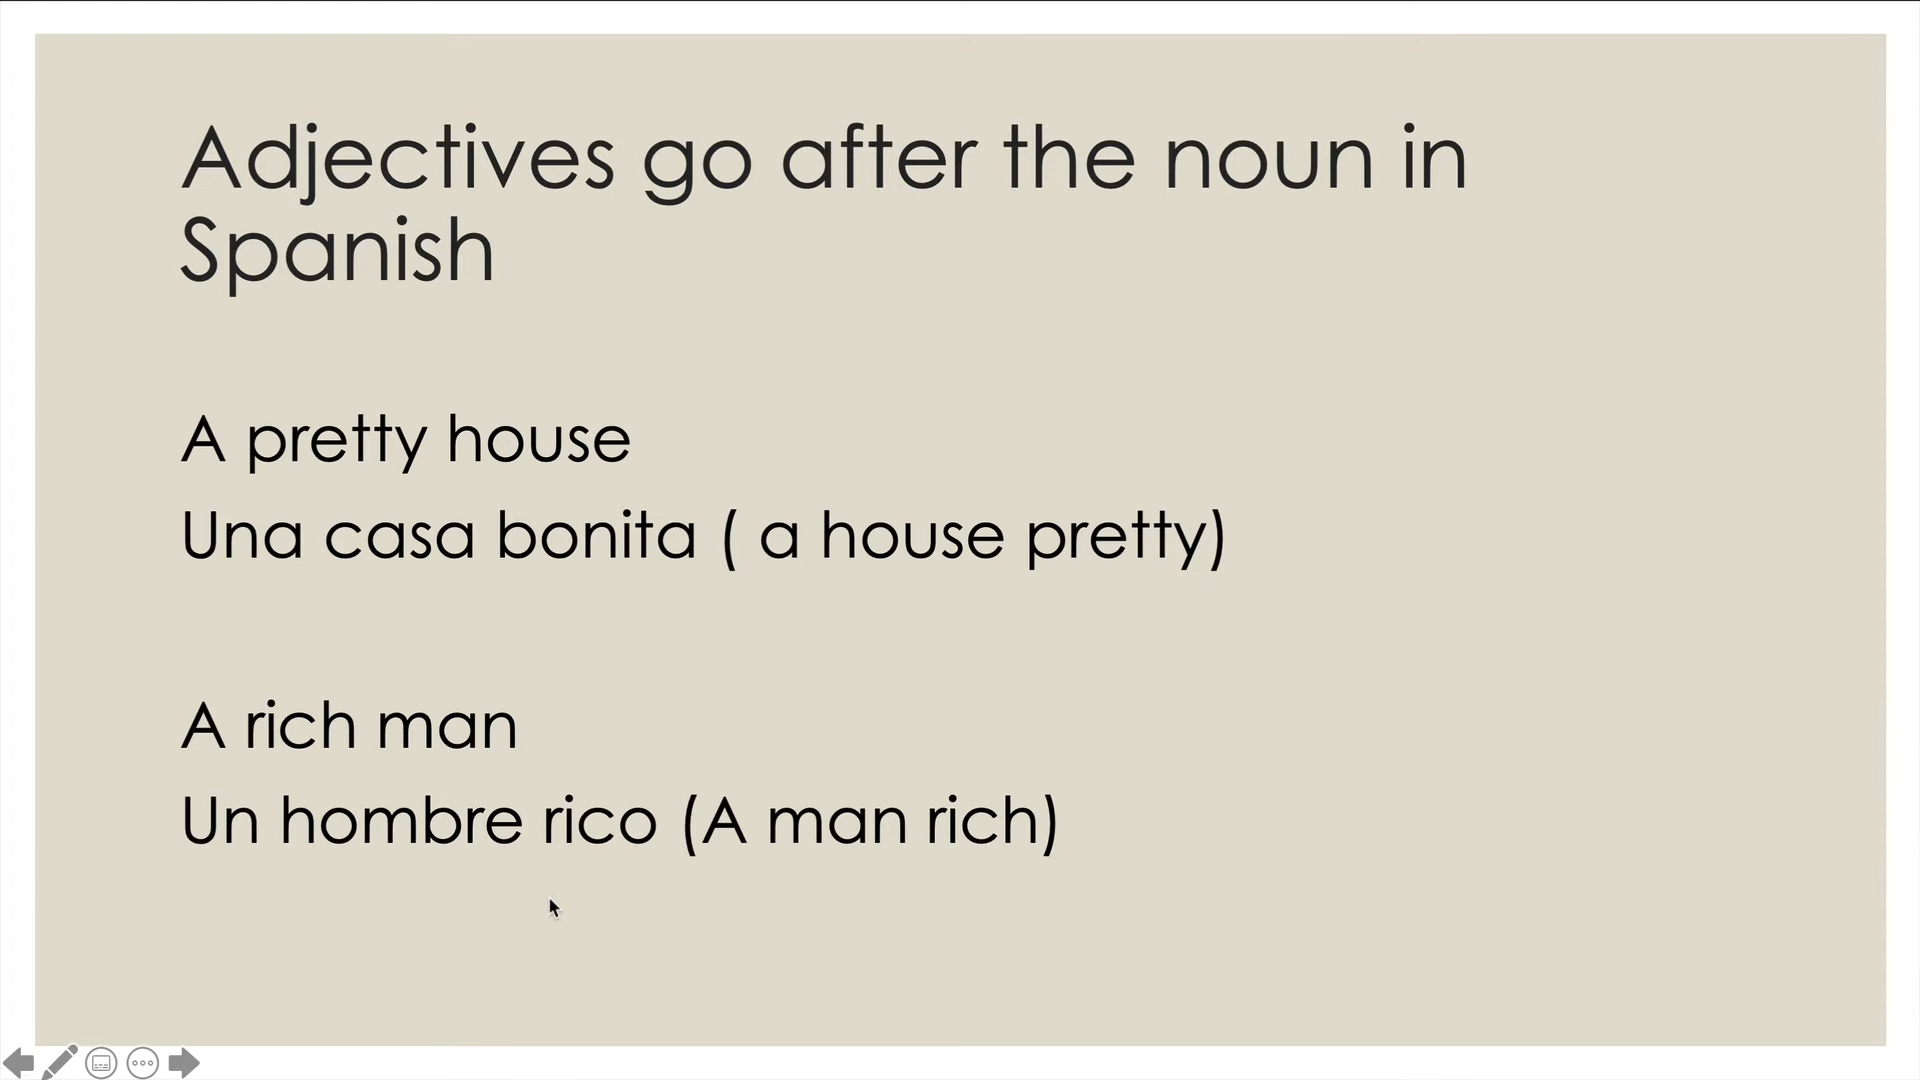 Adjectives go after the noun in
Spanish
A pretty house
Una casa bonita ( a house pretty)
A rich man
Un hombre rico (A man rich)